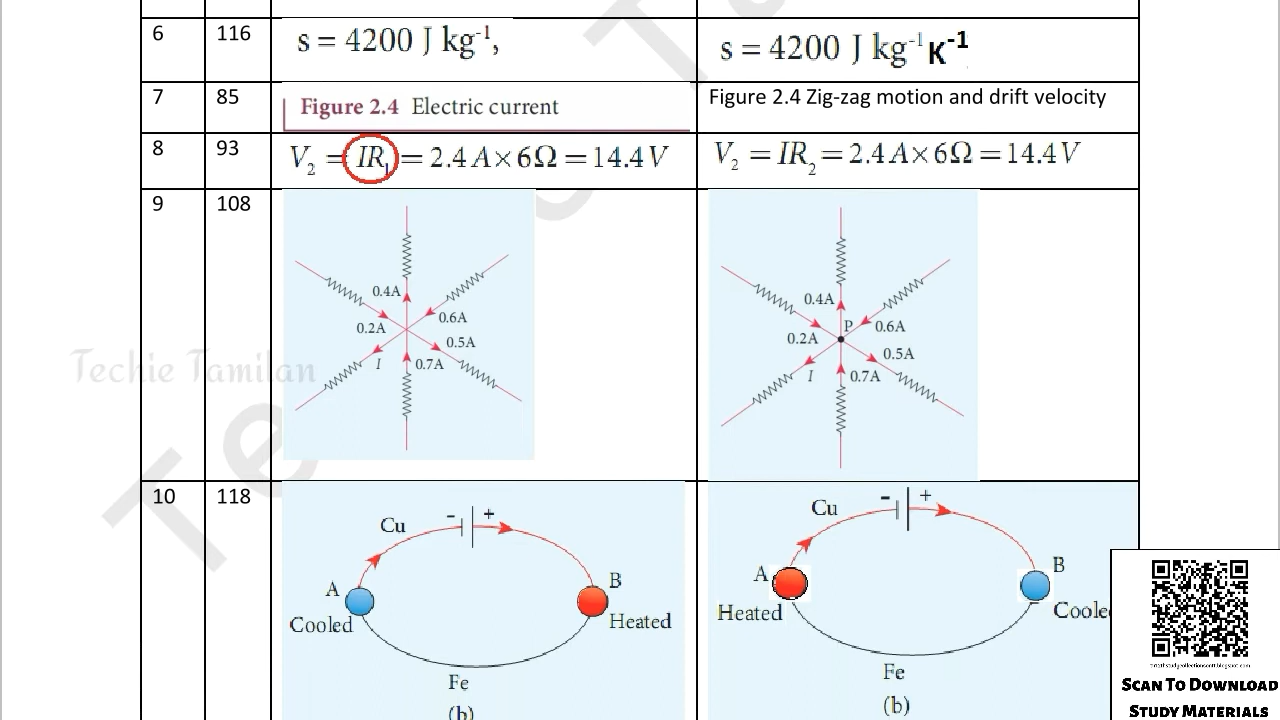 6 116 s = 4200 J kg⁻¹, s = 4200 J kg⁻¹ K⁻¹
7 85 Figure 2.4 Electric current Figure 2.4 Zig-zag motion and drift velocity
8 93 V₂ = IR₁ = 2.4 A × 6Ω = 14.4 V V₂ = IR₂ = 2.4 A × 6Ω = 14.4 V
9 108
0.4A
0.6A
0.2A
0.5A
I 0.7A
0.4A
P 0.6A
0.2A
0.5A
I 0.7A
Techie Tamilan
10 118
Cu - +
A B
Cooled Heated
Fe
(b)
Cu - +
A B
Heated Coole
Fe
(b)
SCAN TO DOWNLOAD
STUDY MATERIALS